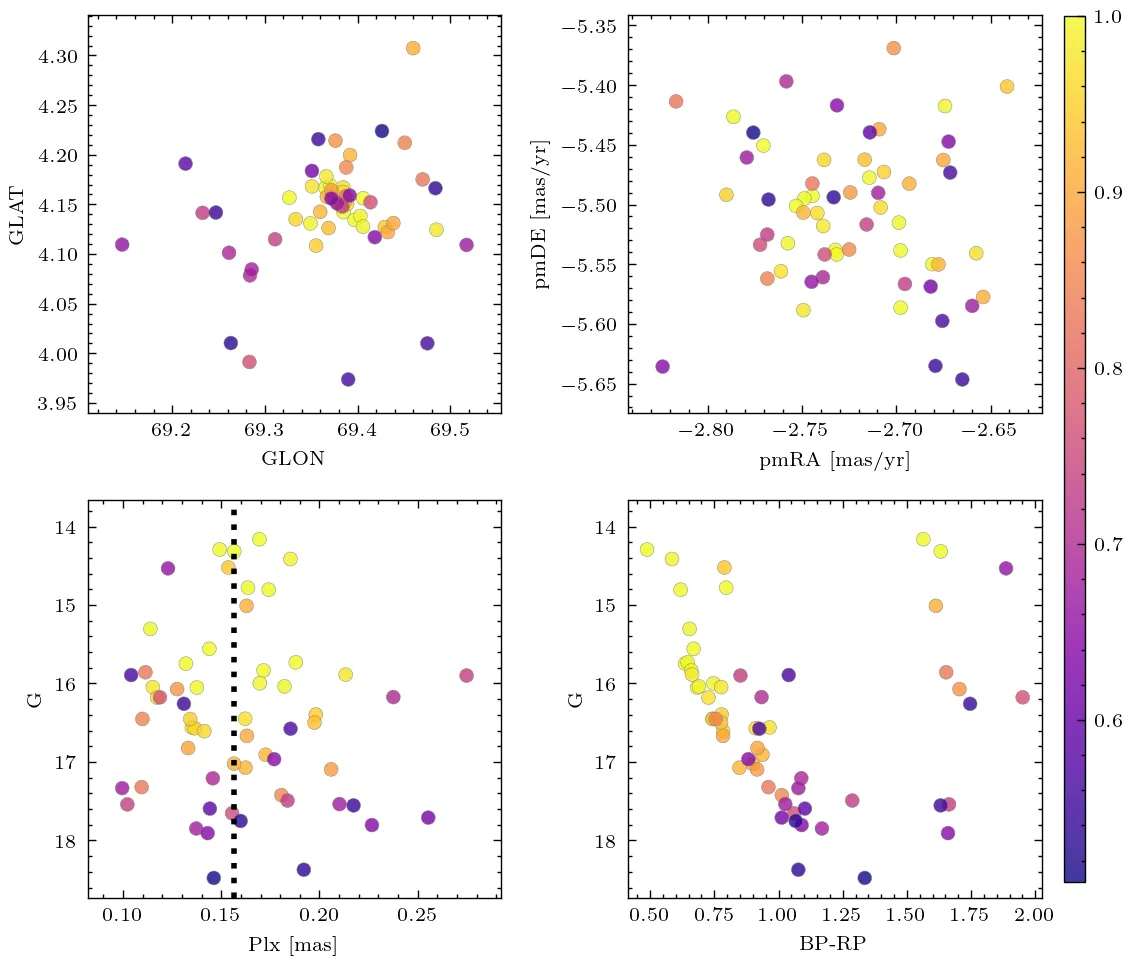 4.30
4.25
4.20
4.15
4.10
4.05
4.00
3.95
GLAT
69.2 69.3 69.4 69.5
GLON
−5.35
−5.40
−5.45
−5.50
−5.55
−5.60
−5.65
pmDE [mas/yr]
−2.80 −2.75 −2.70 −2.65
pmRA [mas/yr]
1.0
0.9
0.8
0.7
0.6
14
15
16
17
18
G
0.10 0.15 0.20 0.25
Plx [mas]
14
15
16
17
18
G
0.50 0.75 1.00 1.25 1.50 1.75 2.00
BP-RP